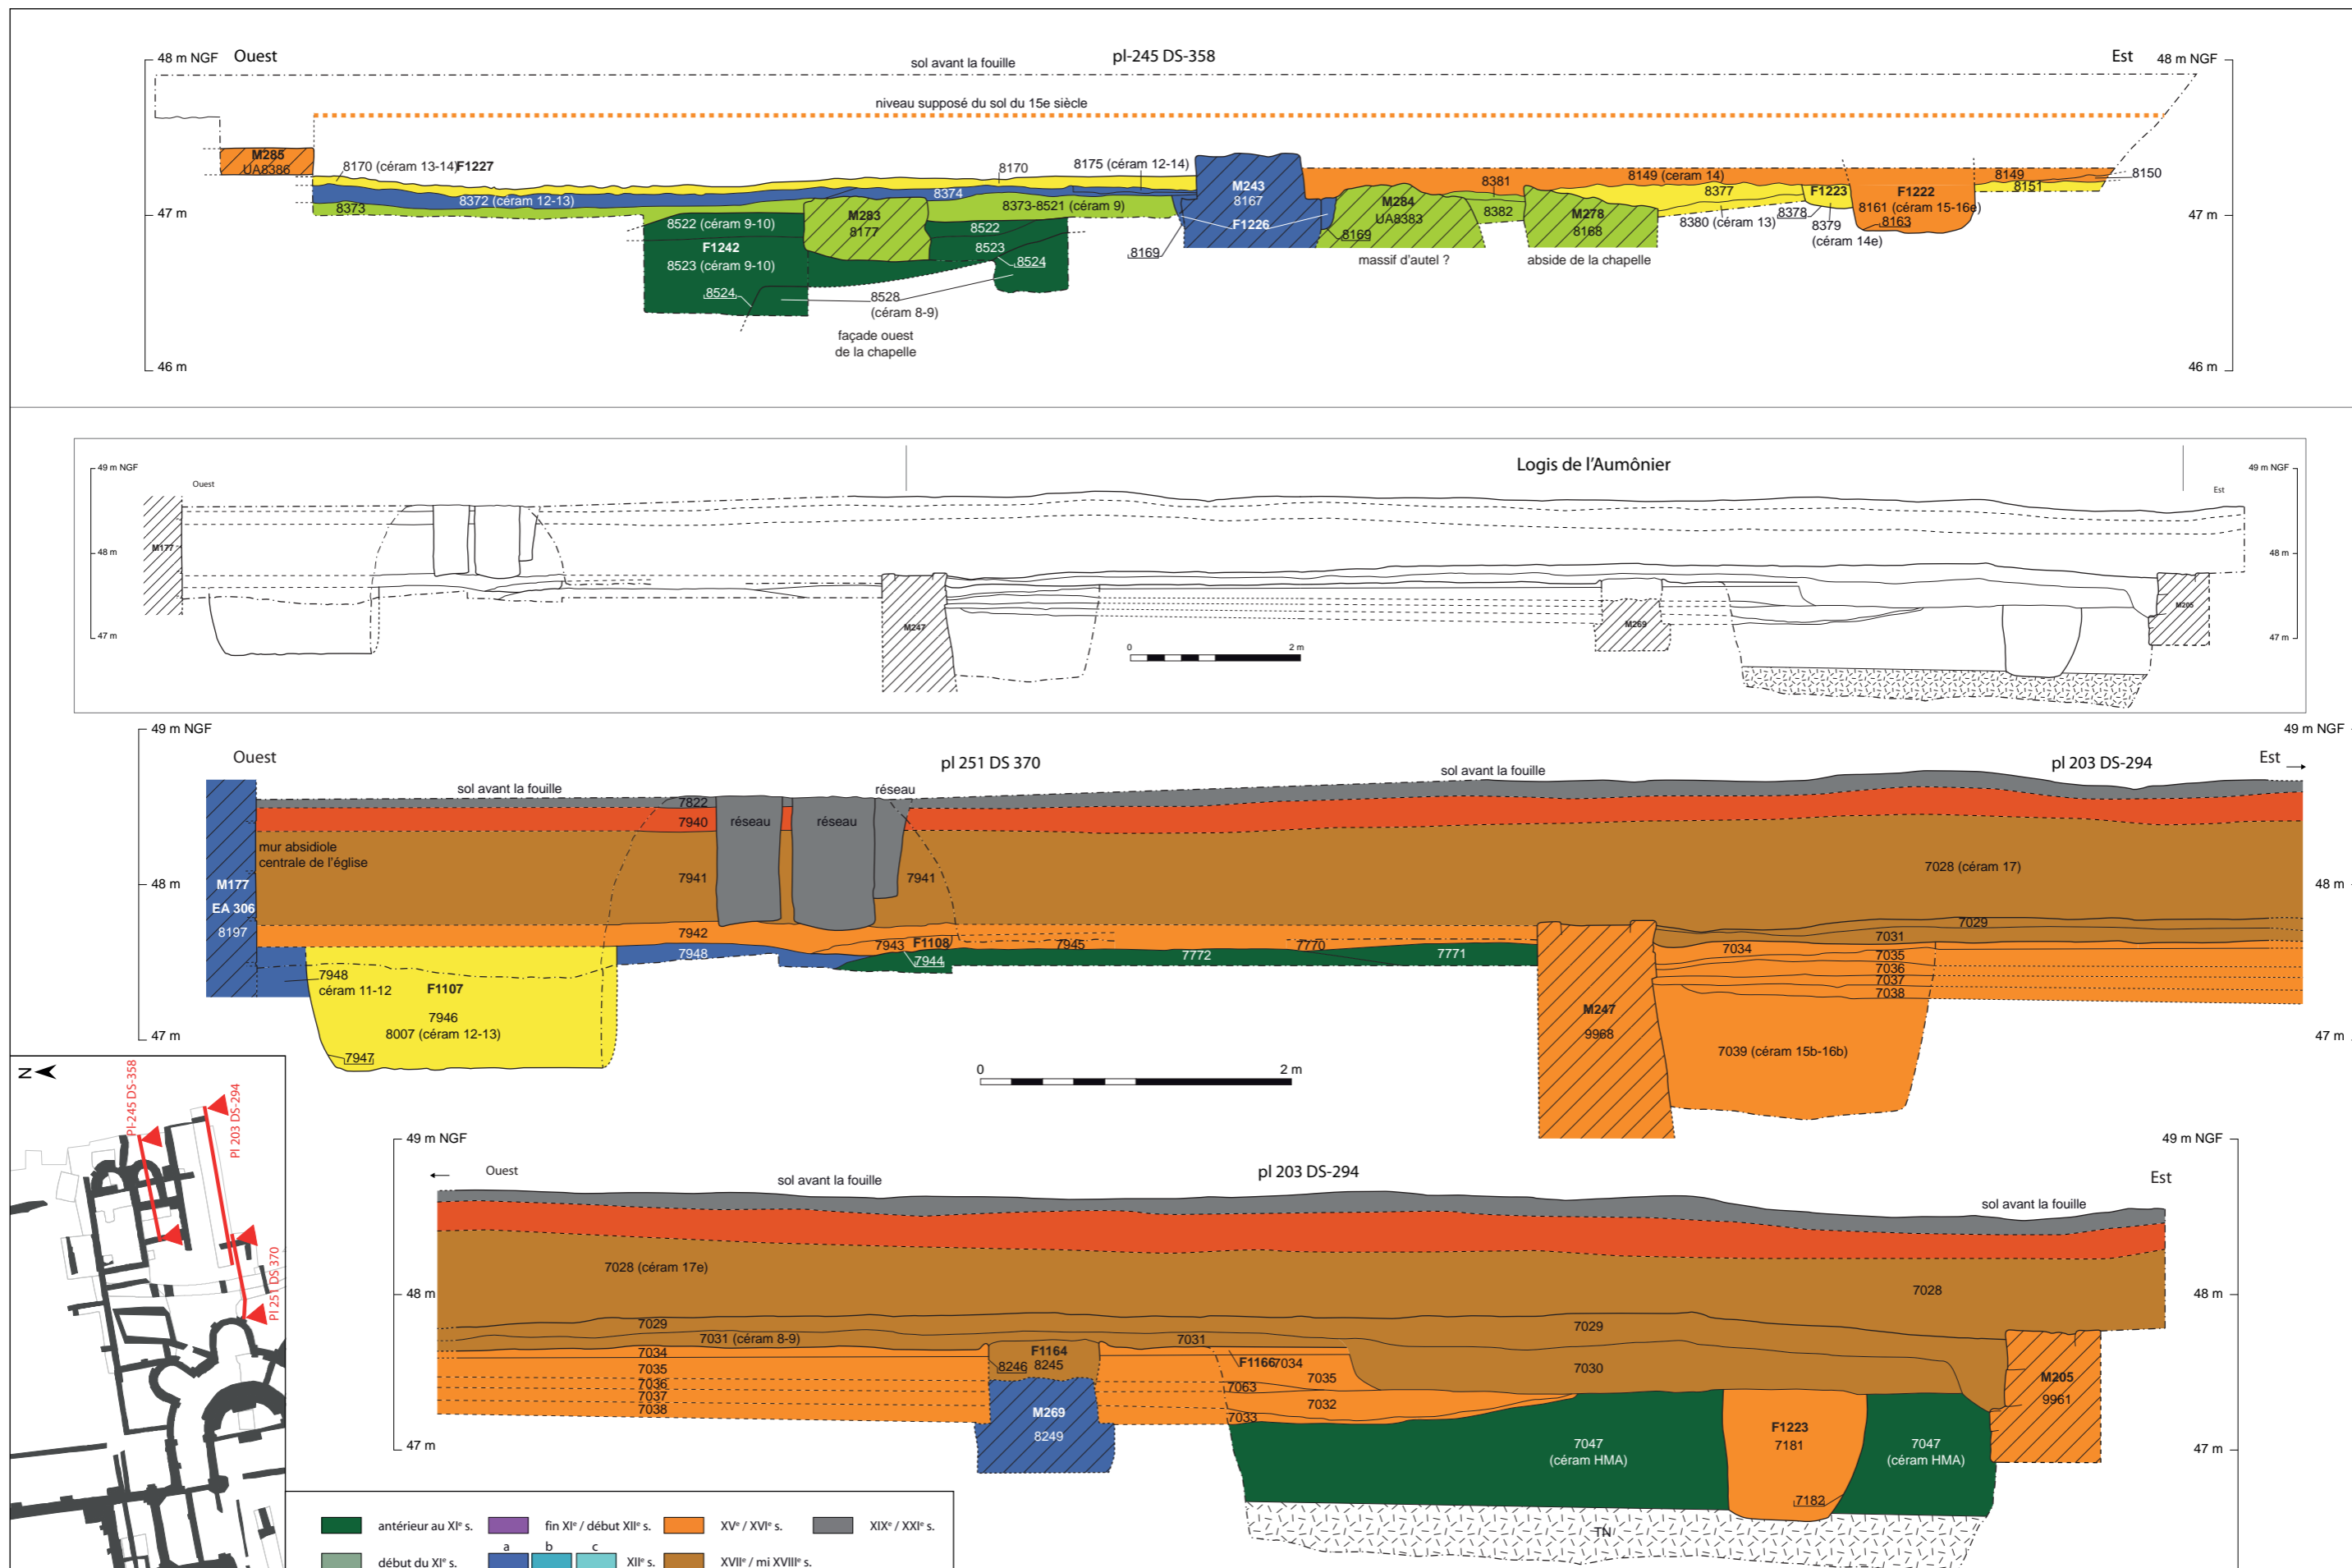 48 m NGF
Ouest
pl-245 DS-358
Est
48 m NGF
sol avant la fouille
niveau supposé du sol du 15e siècle
M285
UA8386
8170 (céram 13-14)
F1227
8170
8175 (céram 12-14)
8372 (céram 12-13)
8374
8373
8373-8521 (céram 9)
47 m
M283
8177
8522 (céram 9-10)
F1242
8523 (céram 9-10)
8522
8523
8524
8524
8528
(céram 8-9)
façade ouest
de la chapelle
M243
8167
F1226
8169
8169
M284
UA8383
massif d'autel ?
8381
8382
M278
8168
abside de la chapelle
8149 (ceram 14)
8377
8380 (céram 13)
8378
F1223
8379
(céram 14e)
F1222
8161 (céram 15-16e)
8163
8149
8151
8150
47 m
46 m
46 m
49 m NGF
Ouest
Logis de l'Aumônier
49 m NGF
Est
M177
48 m
48 m
47 m
M247
M269
M205
47 m
0
2 m
49 m NGF
Ouest
pl 251 DS 370
pl 203 DS-294
49 m NGF
Est
sol avant la fouille
réseau
sol avant la fouille
7822
7940
réseau
réseau
mur absidiole
centrale de l'église
7941
7941
7028 (céram 17)
48 m
48 m
M177
EA 306
8197
7942
7943
F1108
7945
7944
7948
7770
7772
7771
7029
7031
7034
7035
7036
7037
7038
7948
céram 11-12
F1107
7946
8007 (céram 12-13)
7947
M247
9968
7039 (céram 15b-16b)
47 m
47 m
0
2 m
N
Pl-245 DS-358
Pl 203 DS-294
Pl 251 DS 370
49 m NGF
Ouest
sol avant la fouille
pl 203 DS-294
49 m NGF
Est
sol avant la fouille
7028 (céram 17e)
7028
48 m
48 m
7029
7031 (céram 8-9)
7034
7035
7036
7037
7038
F1164
8246
8245
M269
8249
7031
F1166
7034
7035
7063
7032
7033
7029
7030
M205
9961
7047
(céram HMA)
F1223
7181
7182
7047
(céram HMA)
47 m
47 m
TN
antérieur au XIe s.
fin XIe / début XIIe s.
XVe / XVIe s.
XIXe / XXIe s.
début du XIe s.
a
b
c
XIIe s.
XVIIe / mi XVIIIe s.